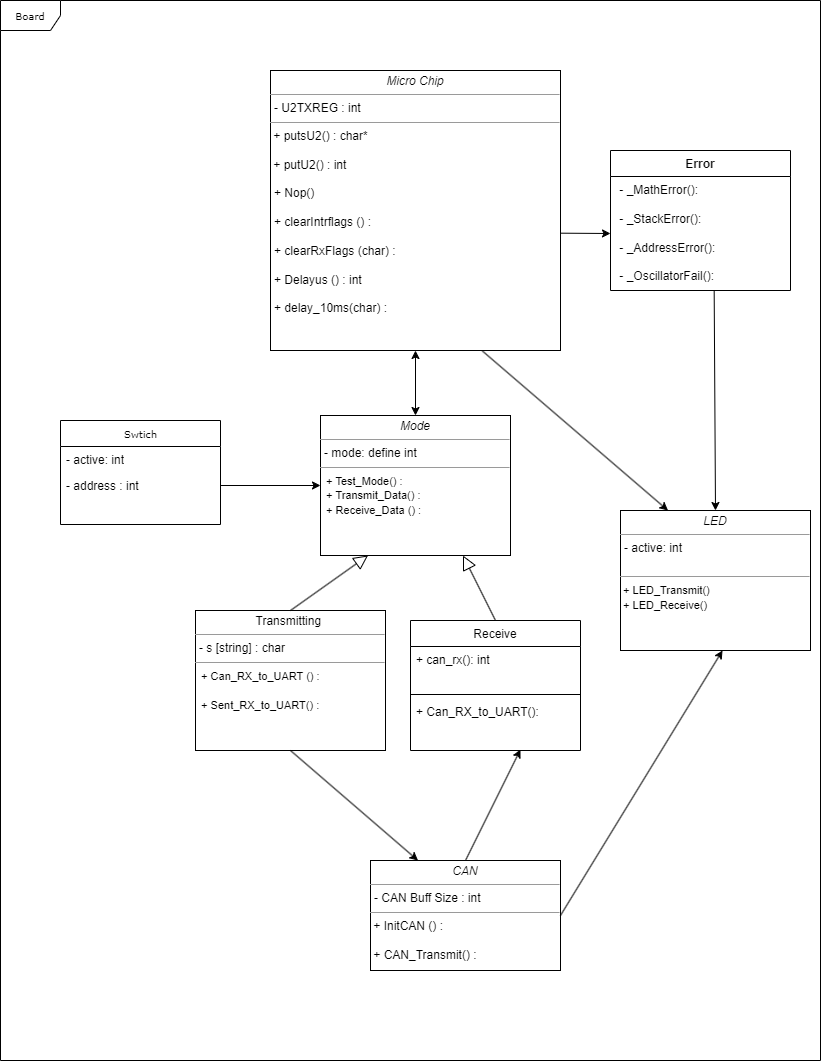 Board
Micro Chip
- U2TXREG : int
+ putsU2() : char*
+ putU2() : int
+ Nop()
+ clearIntrflags () :
+ clearRxFlags (char) :
+ Delayus () : int
+ delay_10ms(char) :
Error
- _MathError():
- _StackError():
- _AddressError():
- _OscillatorFail():
Swtich
- active: int
- address : int
Mode
- mode: define int
+ Test_Mode() :
+ Transmit_Data() :
+ Receive_Data () :
LED
- active: int
+ LED_Transmit()
+ LED_Receive()
Transmitting
- s [string] : char
+ Can_RX_to_UART () :
+ Sent_RX_to_UART() :
Receive
+ can_rx(): int
+ Can_RX_to_UART():
CAN
- CAN Buff Size : int
+ InitCAN () :
+ CAN_Transmit() :